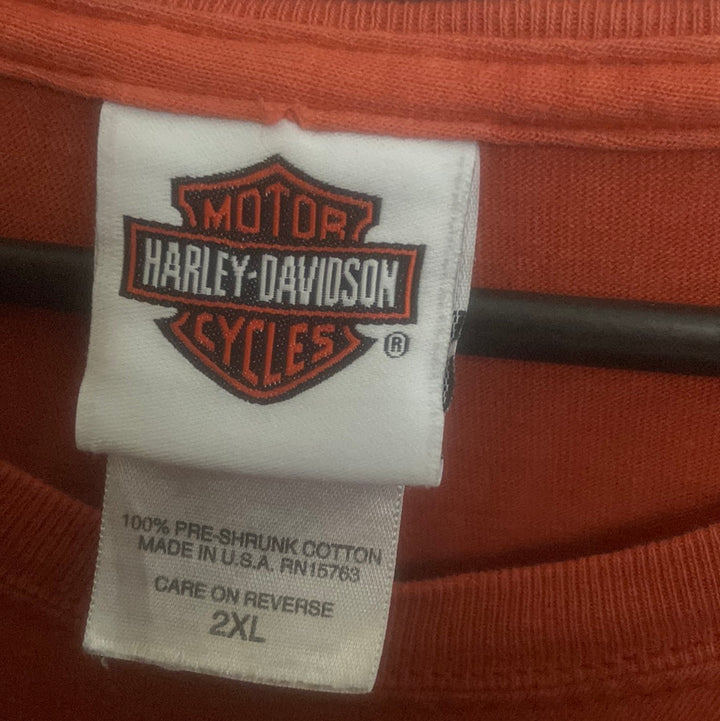 MOTOR
HARLEY-DAVIDSON
CYCLES
®
100% PRE-SHRUNK COTTON
MADE IN U.S.A. RN15763
CARE ON REVERSE
2XL